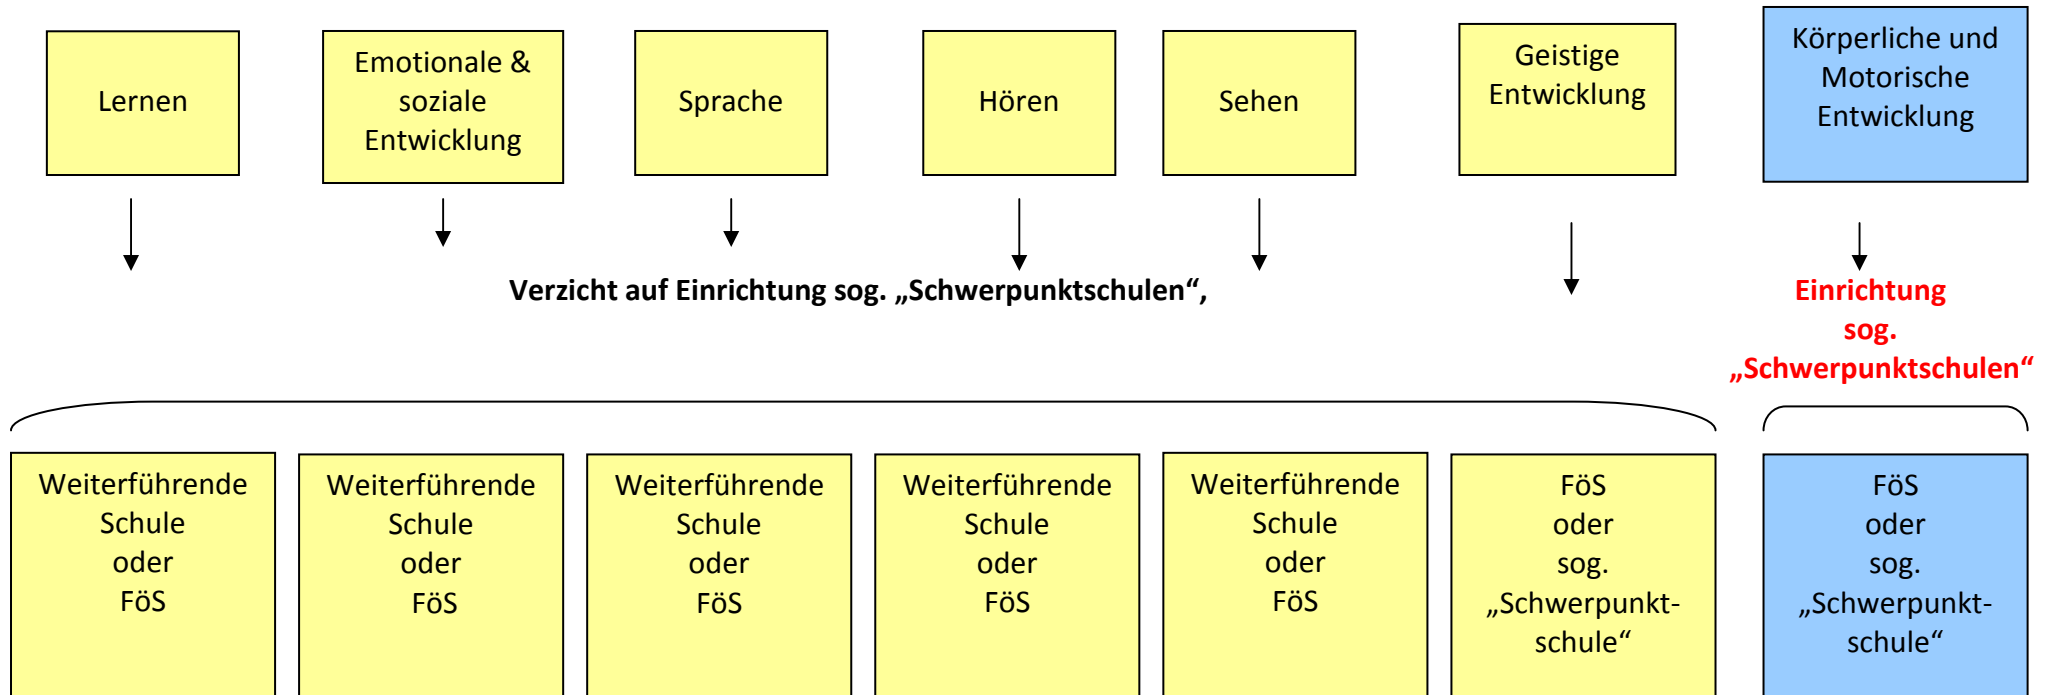 Lernen
Emotionale &
soziale
Entwicklung
Sprache
Hören
Sehen
Geistige
Entwicklung
Körperliche und
Motorische
Entwicklung
Verzicht auf Einrichtung sog. „Schwerpunktschulen“,
Einrichtung
sog.
„Schwerpunktschulen“
Weiterführende
Schule
oder
FöS
Weiterführende
Schule
oder
FöS
Weiterführende
Schule
oder
FöS
Weiterführende
Schule
oder
FöS
Weiterführende
Schule
oder
FöS
FöS
oder
sog.
„Schwerpunkt-
schule“
FöS
oder
sog.
„Schwerpunkt-
schule“